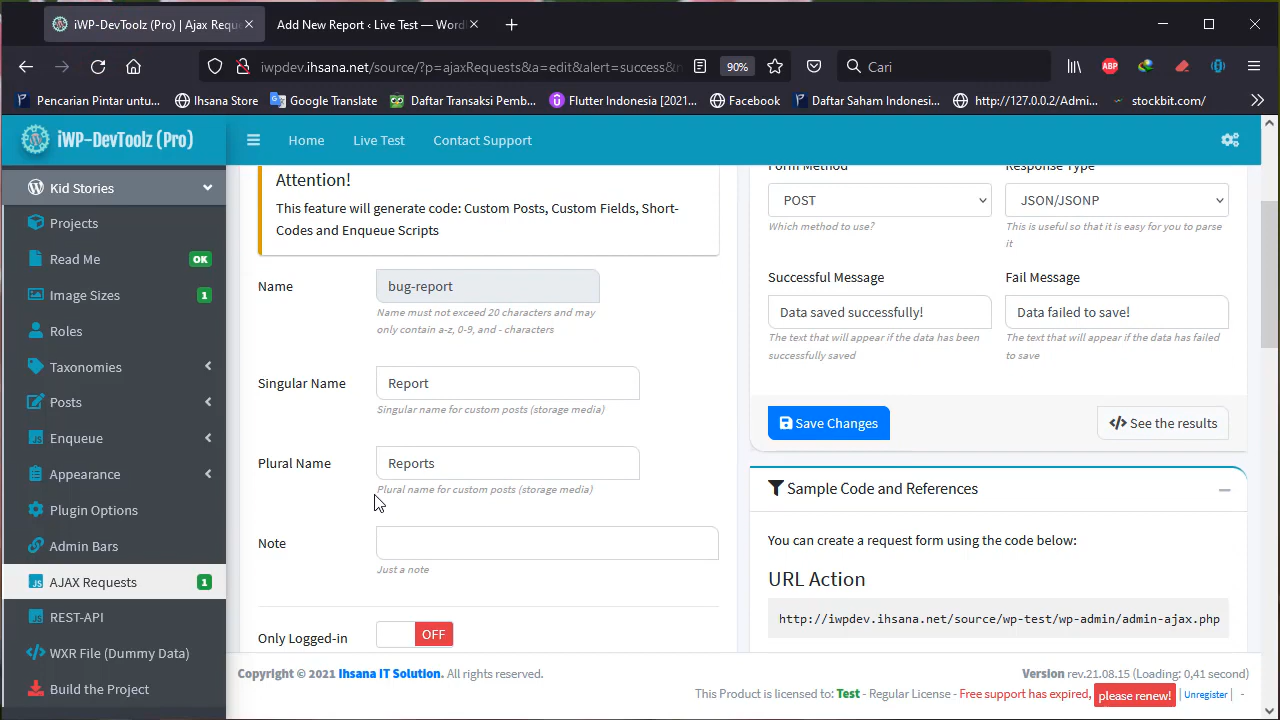 iWP-DevToolz (Pro) | Ajax Reque
Add New Report ‹ Live Test — Word
iwpdev.ihsana.net/source/?p=ajaxRequests&a=edit&alert=success&
90%
Cari
ABP
Pencarian Pintar untu...
Ihsana Store
Google Translate
Daftar Transaksi Pemb...
Flutter Indonesia [2021...
Facebook
Daftar Saham Indonesi...
http://127.0.0.2/Admi...
stockbit.com/
iWP-DevToolz (Pro)
Home
Live Test
Contact Support
Kid Stories
Projects
Read Me
OK
Image Sizes
1
Roles
Taxonomies
Posts
Enqueue
Appearance
Plugin Options
Admin Bars
AJAX Requests
1
REST-API
WXR File (Dummy Data)
Build the Project
Attention!
This feature will generate code: Custom Posts, Custom Fields, Short-
Codes and Enqueue Scripts
Name
bug-report
Name must not exceed 20 characters and may
only contain a-z, 0-9, and - characters
Singular Name
Report
Singular name for custom posts (storage media)
Plural Name
Reports
Plural name for custom posts (storage media)
Note
Just a note
Only Logged-in
OFF
Form Method
Response Type
POST
JSON/JSONP
Which method to use?
This is useful so that it is easy for you to parse
it
Successful Message
Fail Message
Data saved successfully!
Data failed to save!
The text that will appear if the data has been
successfully saved
The text that will appear if the data has failed
to save
Save Changes
See the results
Sample Code and References
You can create a request form using the code below:
URL Action
http://iwpdev.ihsana.net/source/wp-test/wp-admin/admin-ajax.php
Copyright © 2021 Ihsana IT Solution. All rights reserved.
Version rev.21.08.15 (Loading: 0,41 second)
This Product is licensed to: Test - Regular License - Free support has expired, please renew! | Unregister | -